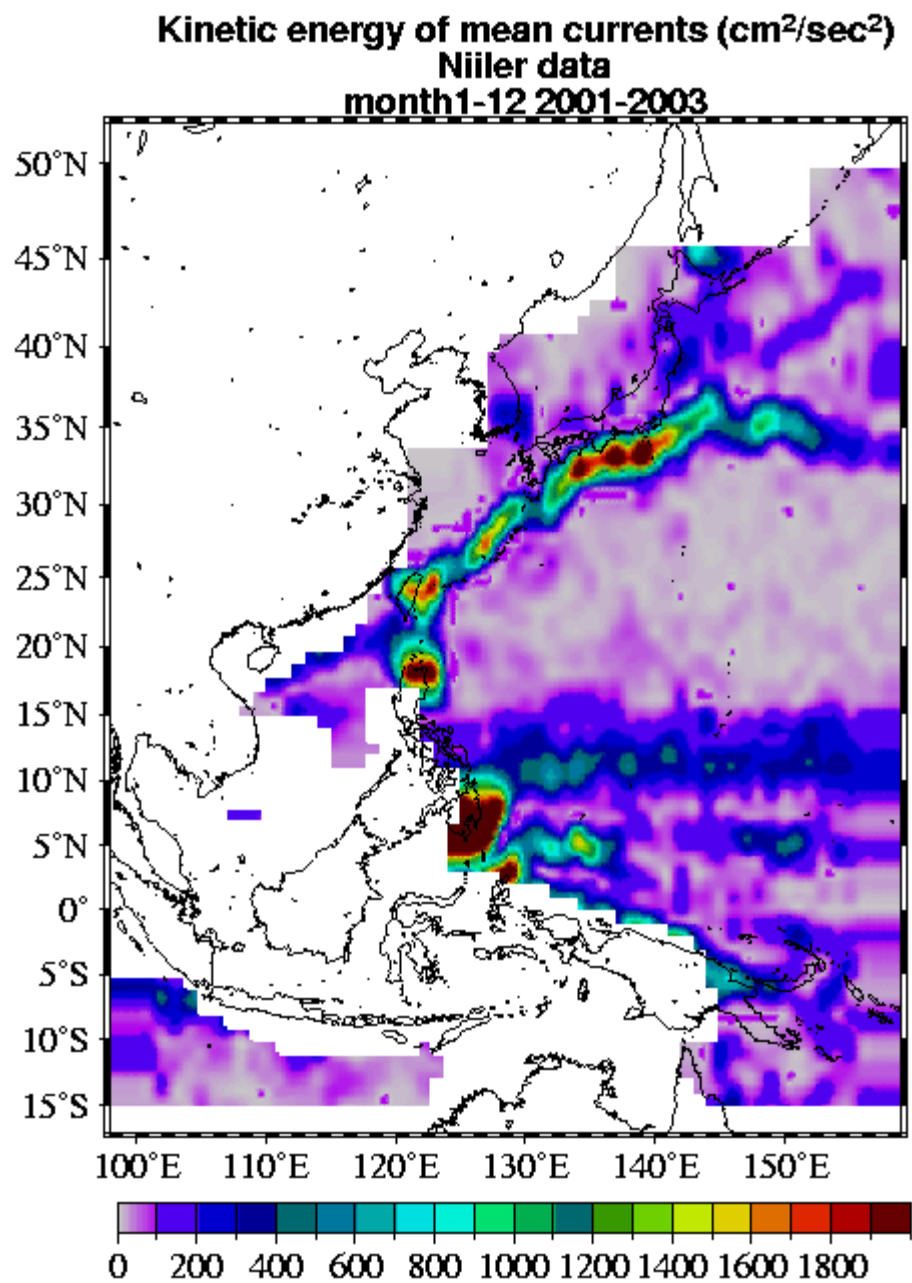 Kinetic energy of mean currents (cm²/sec²)
Niiler data
month1-12 2001-2003
50°N
45°N
40°N
35°N
30°N
25°N
20°N
15°N
10°N
5°N
0°
5°S
10°S
15°S
100°E 110°E 120°E 130°E 140°E 150°E
0 200 400 600 800 1000 1200 1400 1600 1800